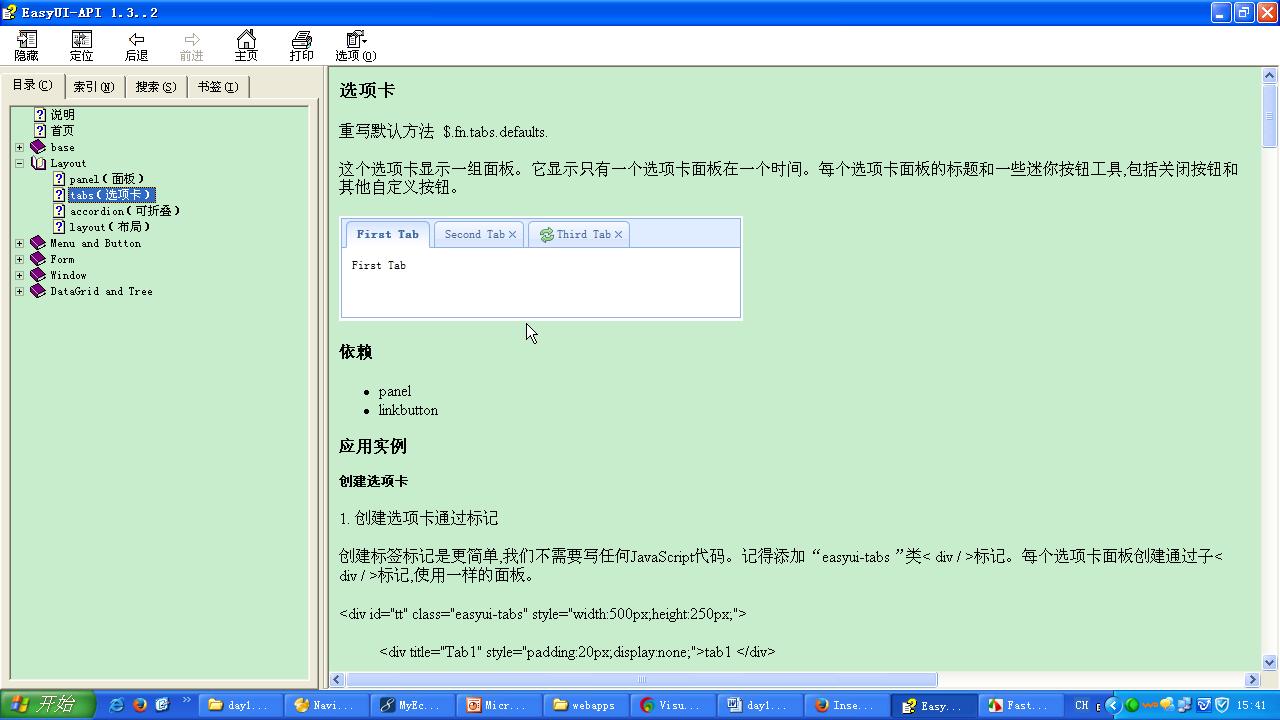 EasyUI-API 1.3..2
隐藏 定位 后退 前进 主页 打印 选项(O)
目录(C) 索引(N) 搜索(S) 书签(I)
说明
首页
base
Layout
panel(面板)
tabs(选项卡)
accordion(可折叠)
layout(布局)
Menu and Button
Form
Window
DataGrid and Tree
选项卡
重写默认方法 $.fn.tabs.defaults.
这个选项卡显示一组面板。它显示只有一个选项卡面板在一个时间。每个选项卡面板的标题和一些迷你按钮工具,包括关闭按钮和
其他自定义按钮。
First Tab Second Tab Third Tab
First Tab
依赖
panel
linkbutton
应用实例
创建选项卡
1. 创建选项卡通过标记
创建标签标记是更简单,我们不需要写任何JavaScript代码。记得添加“easyui-tabs ”类< div / >标记。每个选项卡面板创建通过子<
div / >标记,使用一样的面板。
<div id="tt" class="easyui-tabs" style="width:500px;height:250px;">
<div title="Tab1" style="padding:20px;display:none;">tab1 </div>
开始 day1... Navi... MyEc... Micr... webapps Visu... day1... Inse... Easy... Fast... CH 15:41